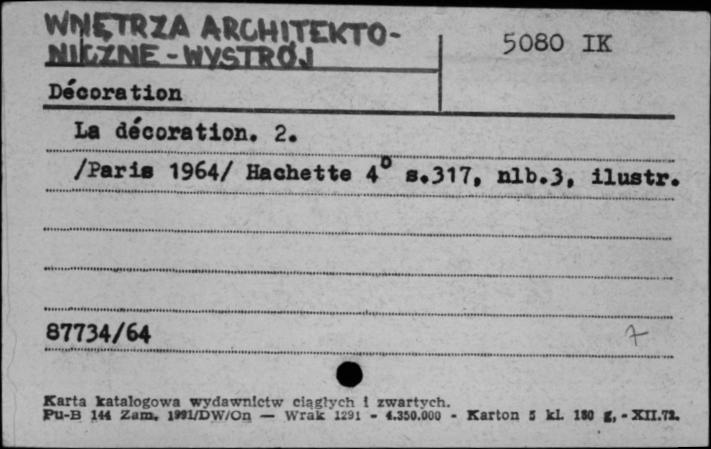 WNĘTRZA ARCHITEKTO-
NICZNE - WYSTRÓJ
5080 IK
Décoration
La décoration. 2.
/Paris 1964/ Hachette 4° s.317, nlb.3, ilustr.
87734/64
7
Karta katalogowa wydawnictw ciągłych i zwartych.
Pu-B 144 Zam. 1991/DW/On — Wrak 1291 - 4.350.000 - Karton 5 kl. 180 g, - XII.72.